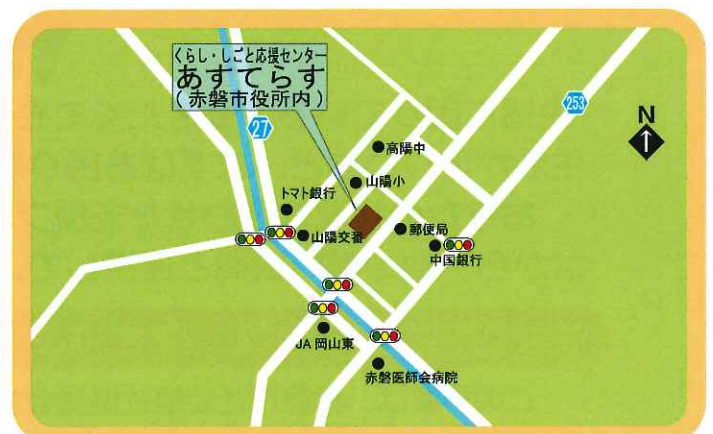 くらし・しごと応援センター
あすてらす
(赤磐市役所内)
27
253
N
高陽中
山陽小
トマト銀行
山陽交番
郵便局
中国銀行
JA 岡山東
赤磐医師会病院